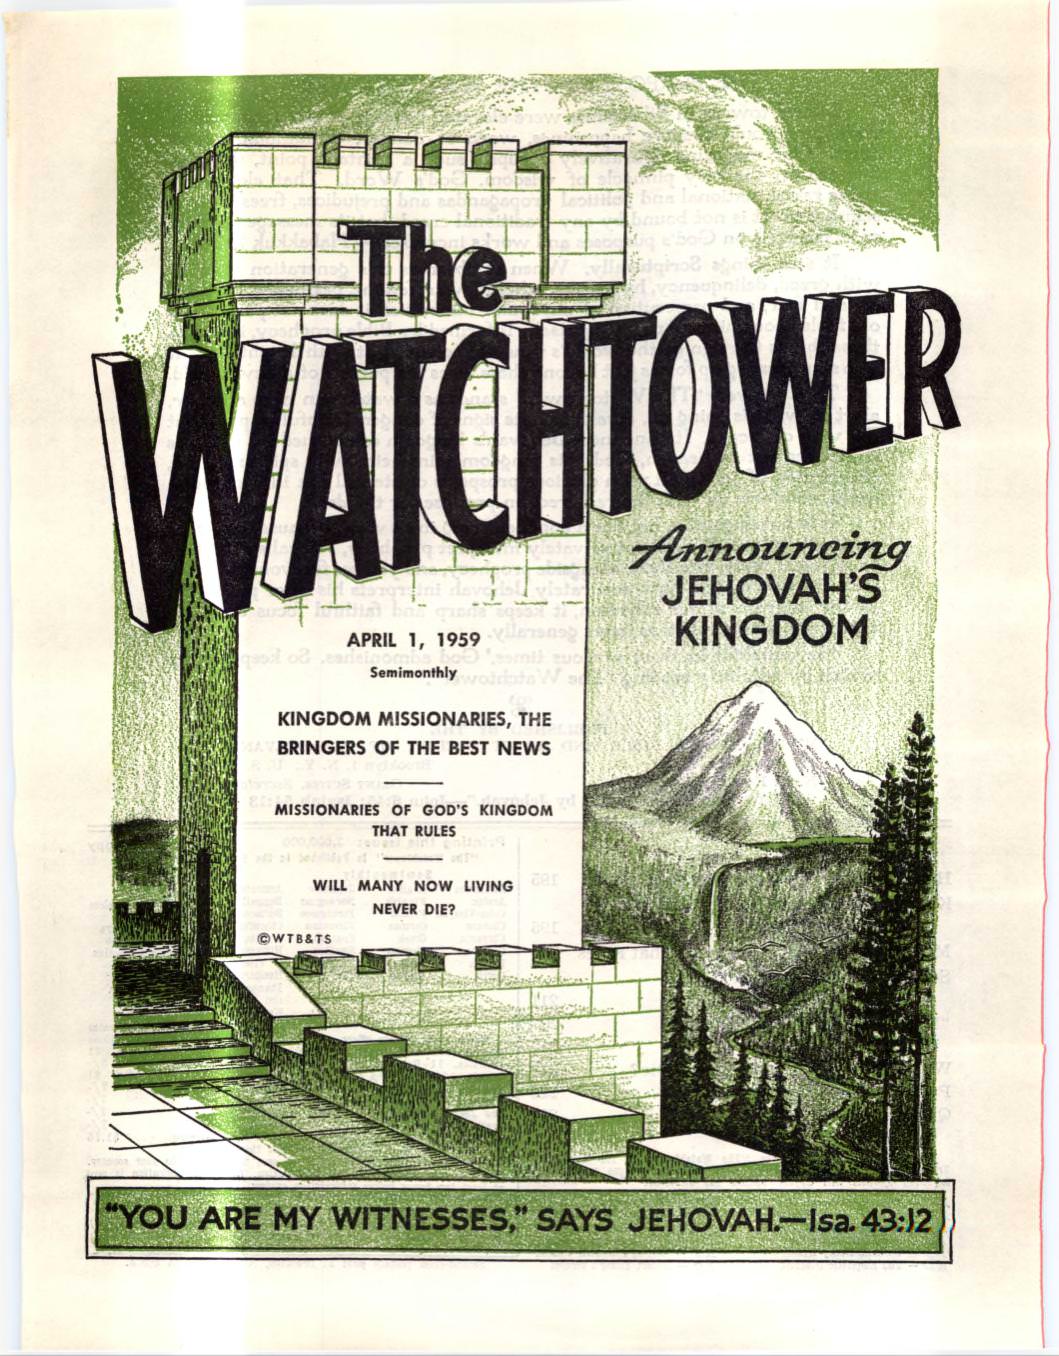 The
WATCHTOWER
Announcing
JEHOVAH'S
KINGDOM
APRIL 1, 1959
Semimonthly
KINGDOM MISSIONARIES, THE
BRINGERS OF THE BEST NEWS
MISSIONARIES OF GOD'S KINGDOM
THAT RULES
WILL MANY NOW LIVING
NEVER DIE?
©WTB&TS
"YOU ARE MY WITNESSES," SAYS JEHOVAH.—Isa. 43:12